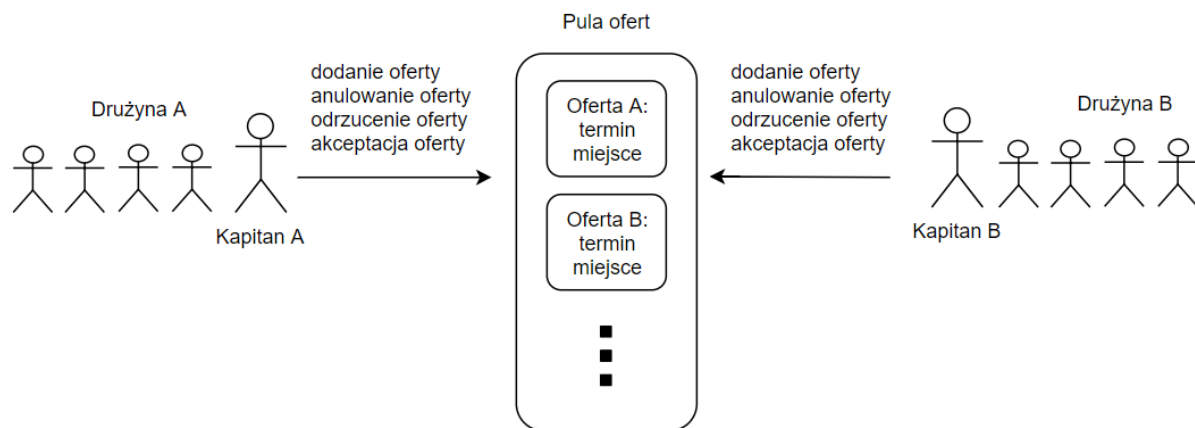 Pula ofert
dodanie oferty
anulowanie oferty
odrzucenie oferty
akceptacja oferty
Drużyna A
Kapitan A
Oferta A:
termin
miejsce
Oferta B:
termin
miejsce
dodanie oferty
anulowanie oferty
odrzucenie oferty
akceptacja oferty
Drużyna B
Kapitan B